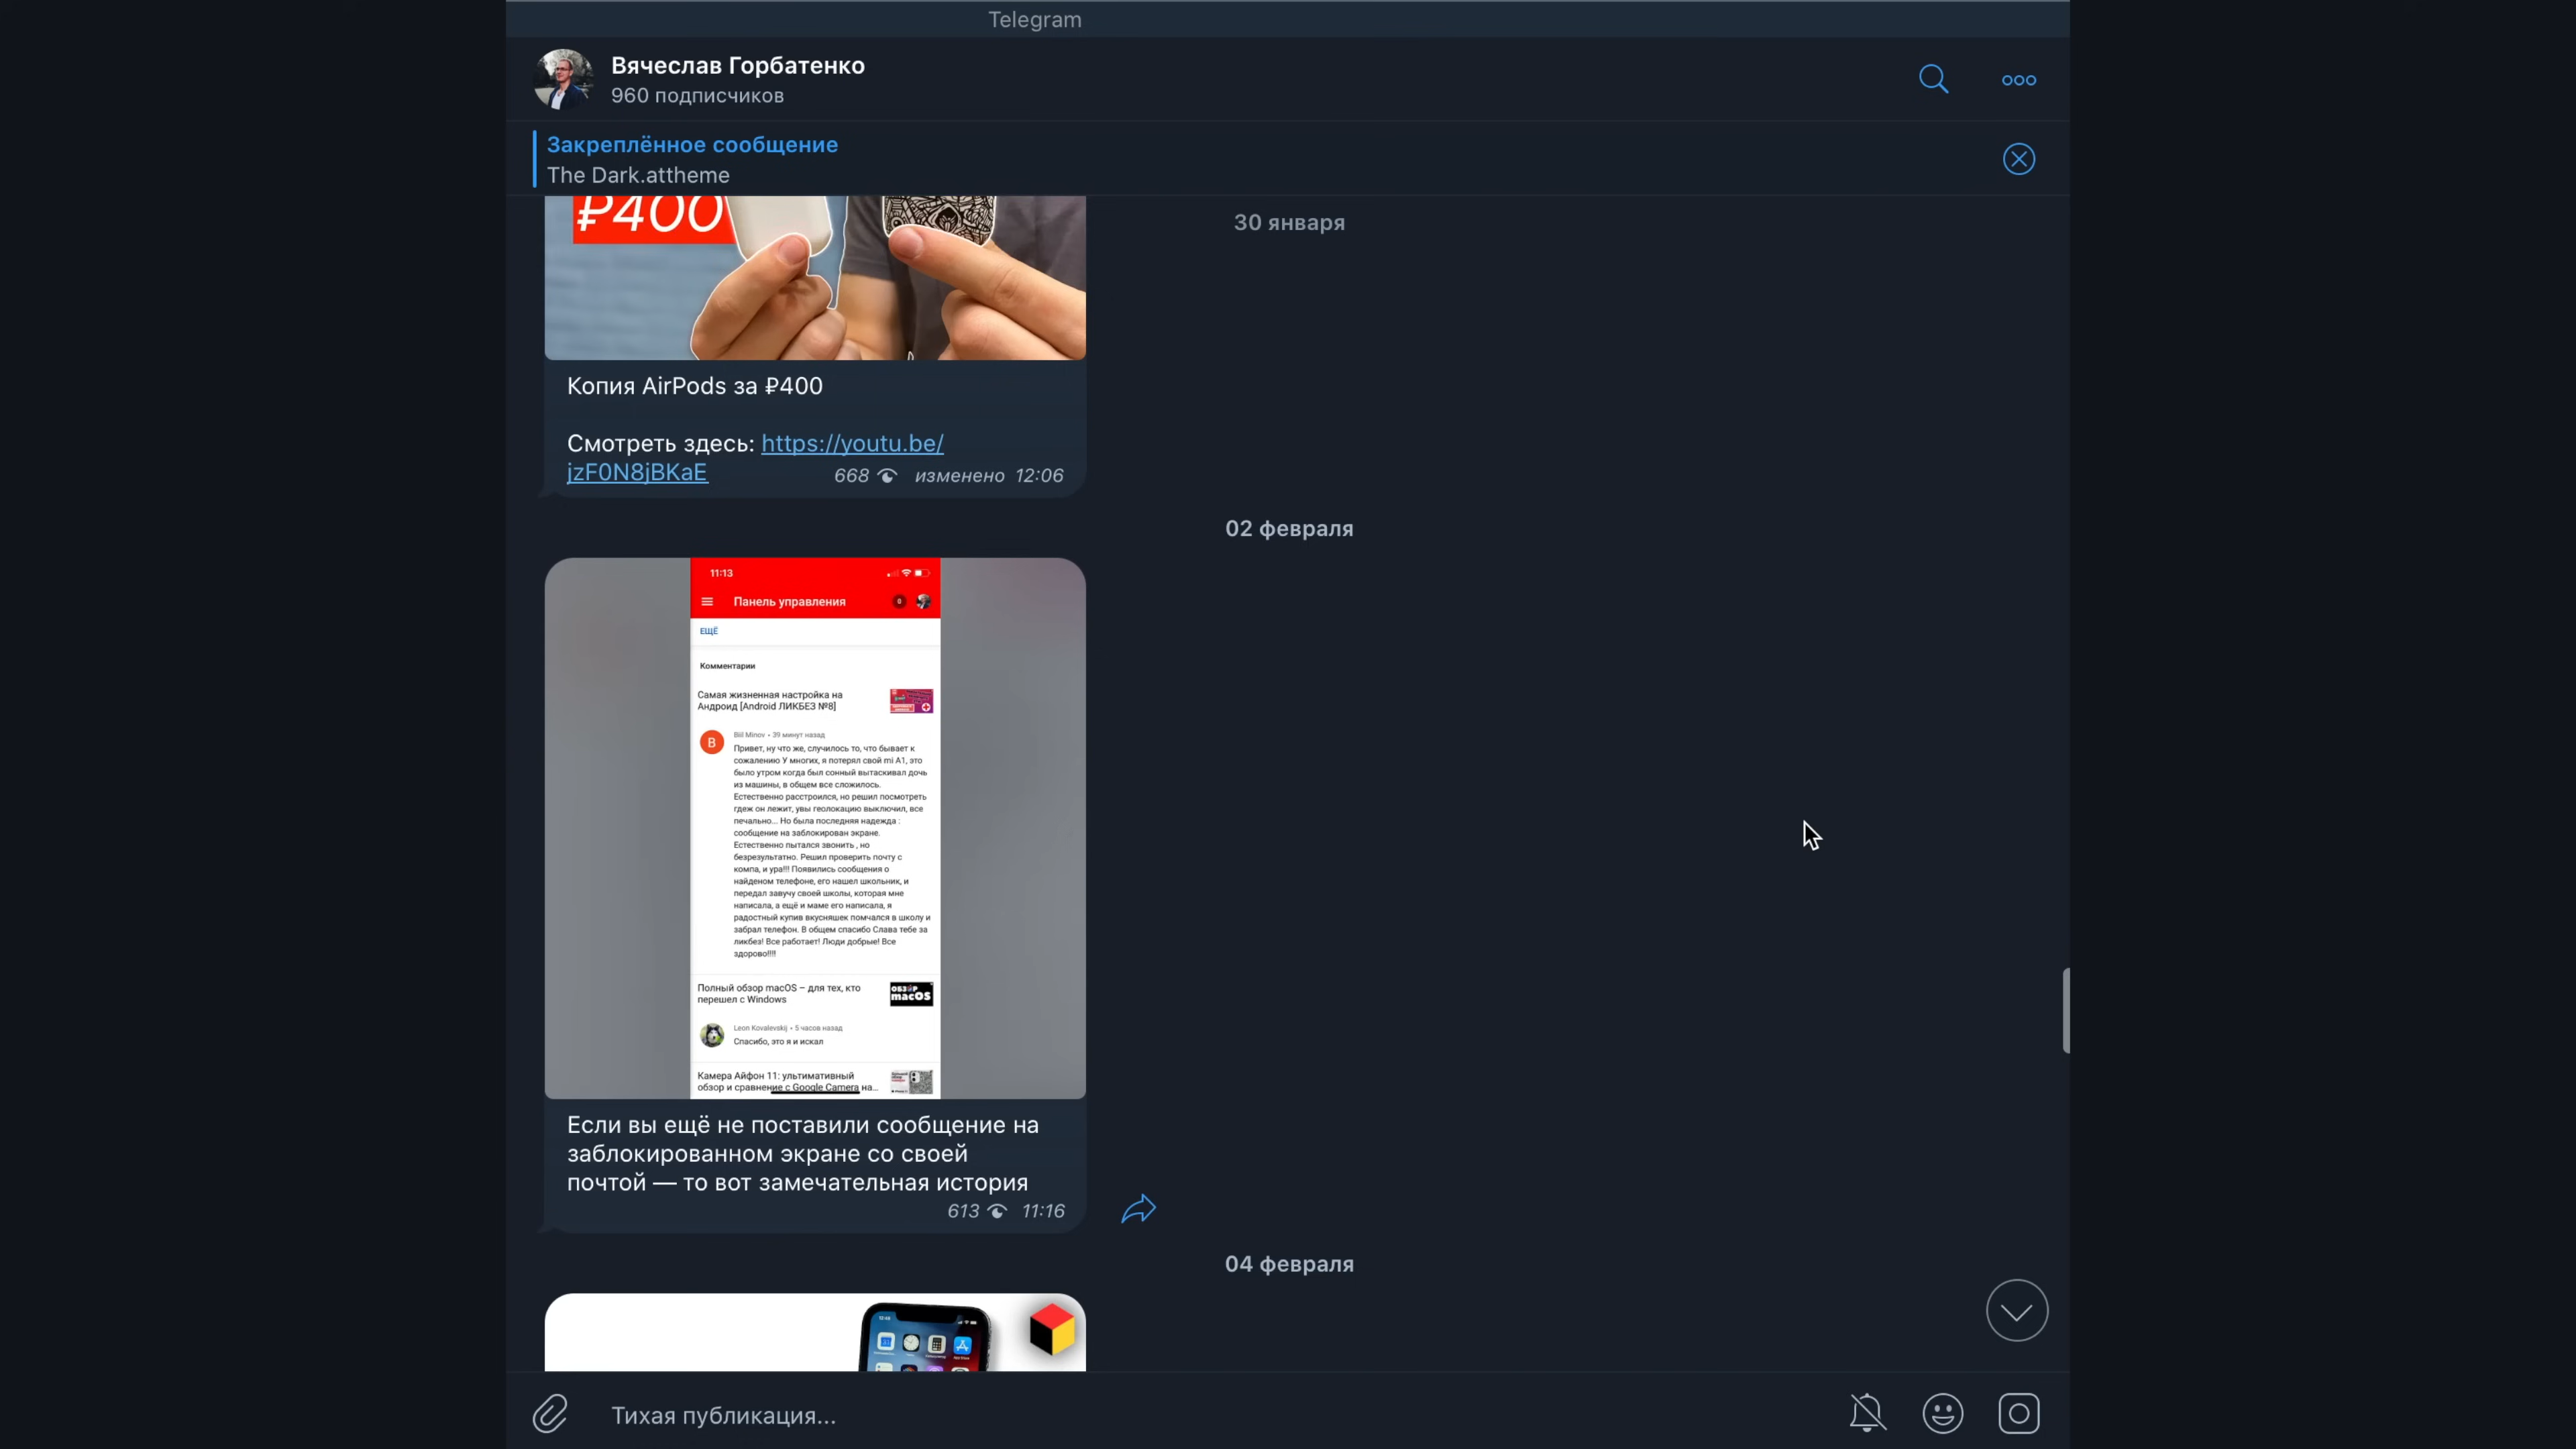 Telegram
Вячеслав Горбатенко
960 подписчиков
Закреплённое сообщение
The Dark.attheme
30 января
₽400
Копия AirPods за ₽400
Смотреть здесь: https://youtu.be/
jzF0N8jBKaE
668 изменено 12:06
02 февраля
11:13
Панель управления
0
ЕЩЁ
Комментарии
Самая жизненная настройка на
Андроид [Android ЛИКБЕЗ №8]
B
Biil Minov • 39 минут назад
Привет, ну что же, случилось то, что бывает к
сожалению У многих, я потерял свой mi A1, это
было утром когда был сонный вытаскивал дочь
из машины, в общем все сложилось.
Естественно расстроился, но решил посмотреть
гдеж он лежит, увы геолокацию выключил, все
печально... Но была последняя надежда :
сообщение на заблокирован экране.
Естественно пытался звонить , но
безрезультатно. Решил проверить почту с
компа, и ура!!! Появились сообщения о
найденом телефоне, его нашел школьник, и
передал завучу своей школы, которая мне
написала, а ещё и маме его написала, я
радостный купив вкусняшек помчался в школу и
забрал телефон. В общем спасибо Слава тебе за
ликбез! Все работает! Люди добрые! Все
здорово!!!!
Полный обзор macOS – для тех, кто
перешел с Windows
ОБЗОР
macOS
Leon Kovalevskij • 5 часов назад
Спасибо, это я и искал
Камера Айфон 11: ультимативный
обзор и сравнение с Google Camera на...
Если вы ещё не поставили сообщение на
заблокированном экране со своей
почтой — то вот замечательная история
613 11:16
04 февраля
Тихая публикация...